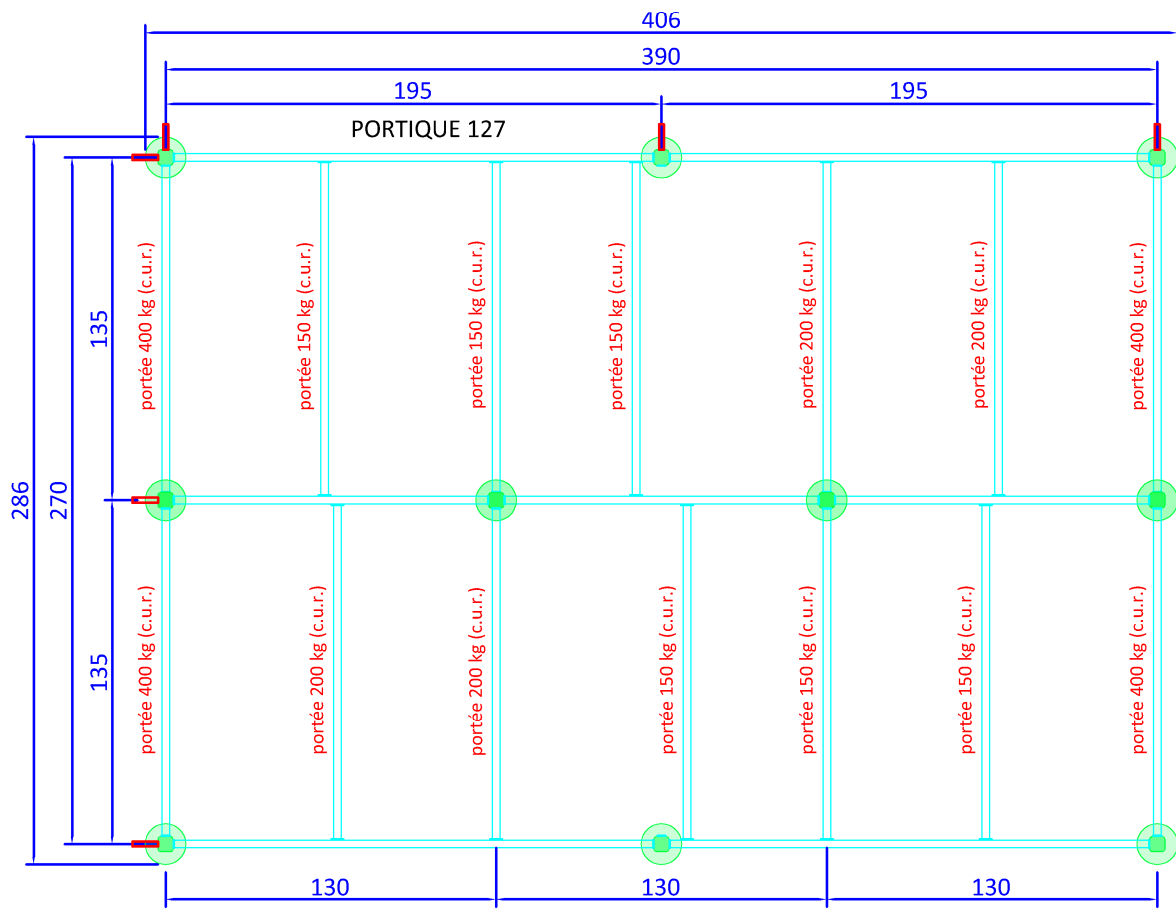 406
390
195
195
PORTIQUE 127
portée 400 kg (c.u.r.)
portée 150 kg (c.u.r.)
portée 150 kg (c.u.r.)
portée 150 kg (c.u.r.)
portée 200 kg (c.u.r.)
portée 200 kg (c.u.r.)
portée 400 kg (c.u.r.)
135
286
270
135
portée 400 kg (c.u.r.)
portée 200 kg (c.u.r.)
portée 200 kg (c.u.r.)
portée 150 kg (c.u.r.)
portée 150 kg (c.u.r.)
portée 150 kg (c.u.r.)
portée 400 kg (c.u.r.)
130
130
130